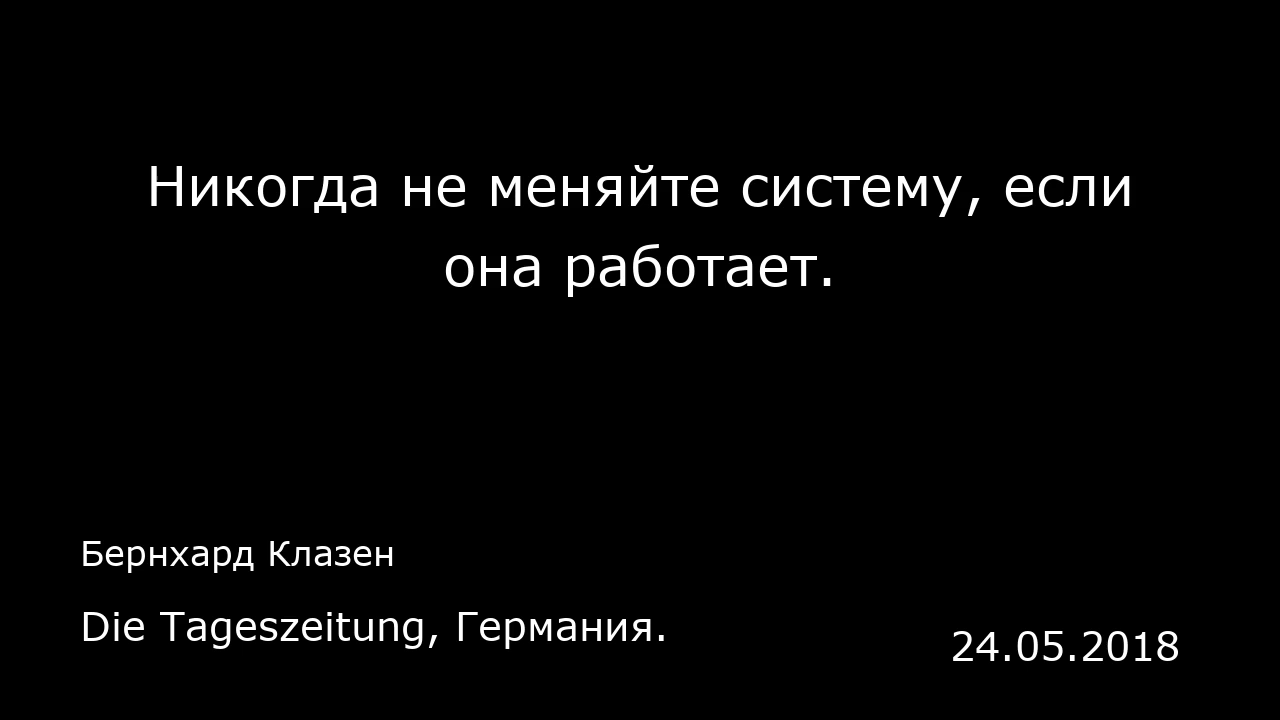 Никогда не меняйте систему, если
она работает.
Бернхард Клазен
Die Tageszeitung, Германия.
24.05.2018